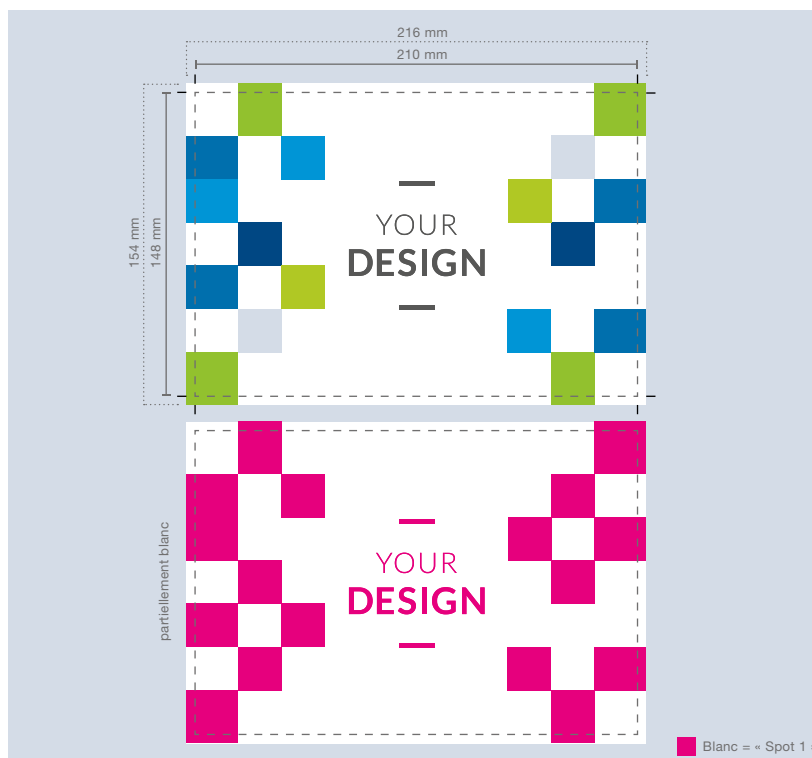 216 mm
210 mm
154 mm
148 mm
YOUR
DESIGN
partiellement blanc
YOUR
DESIGN
Blanc = « Spot 1 »